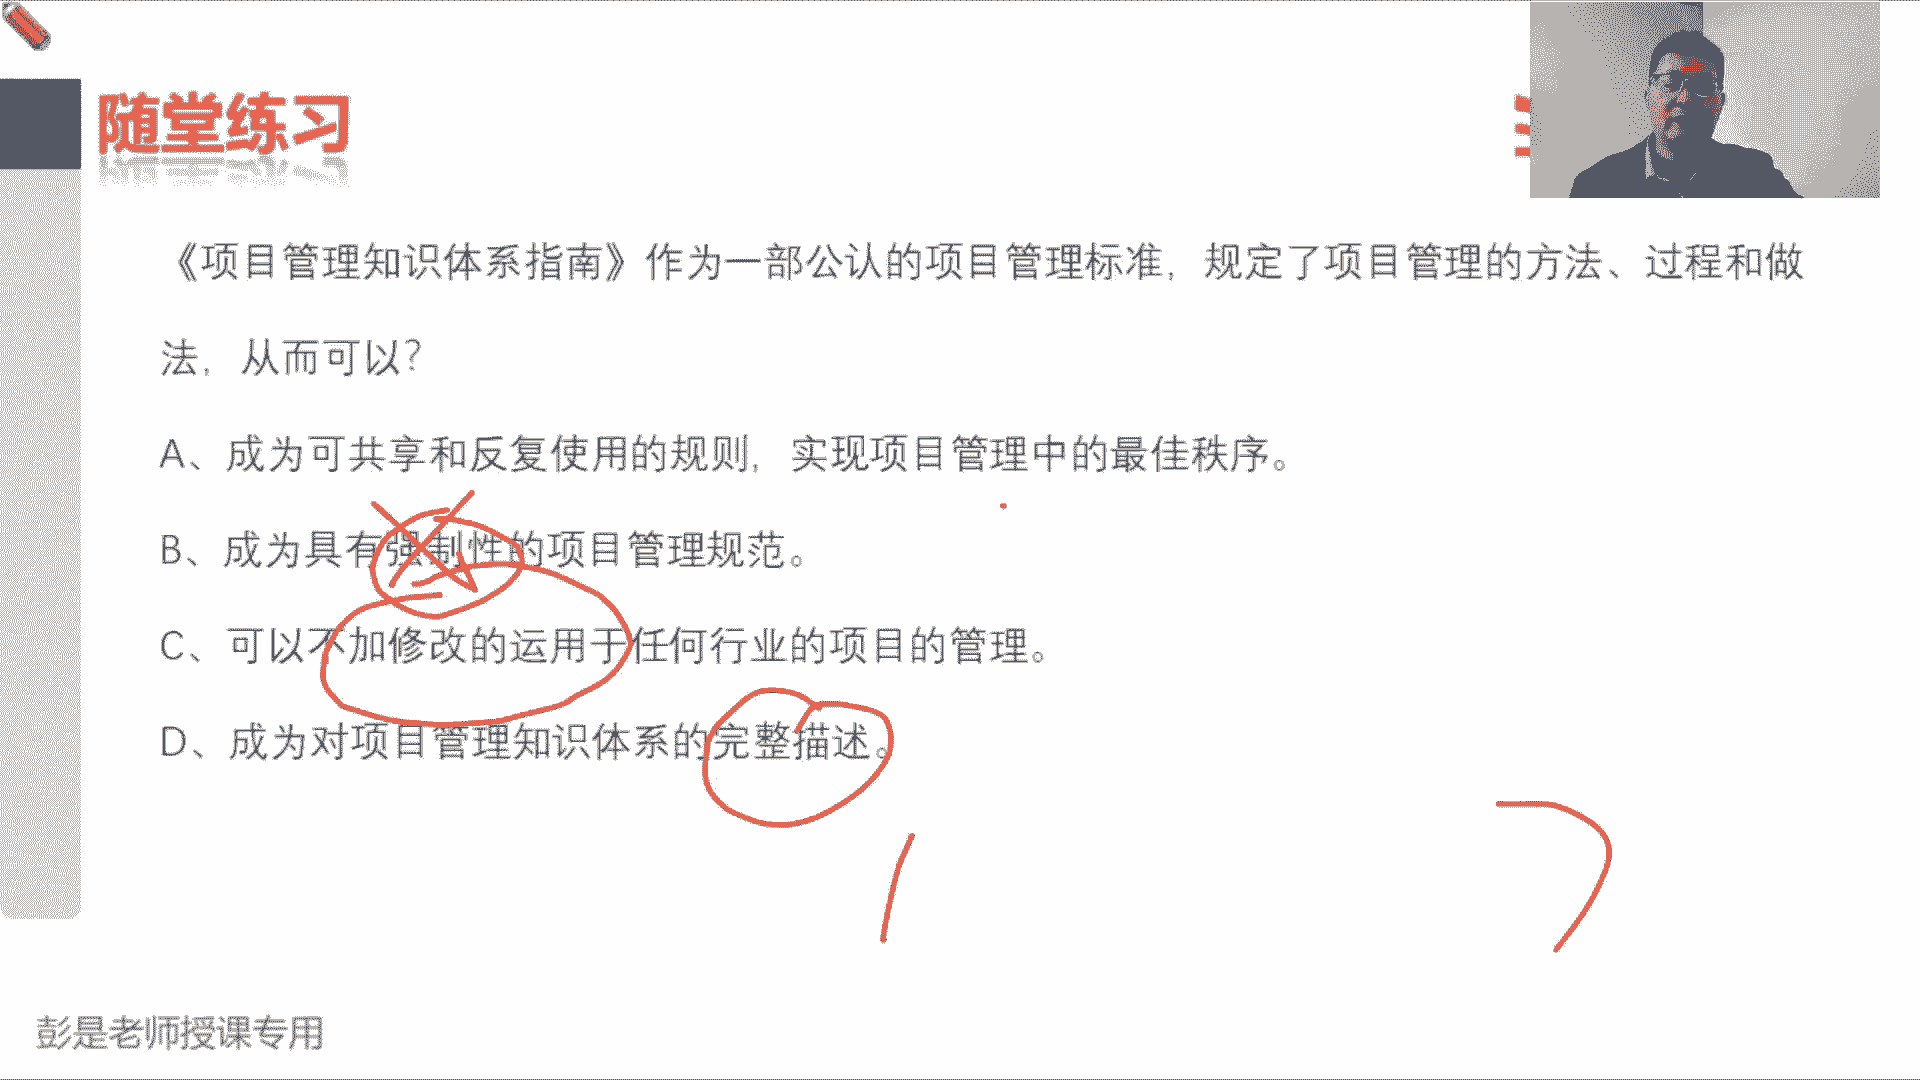 随堂练习
《项目管理知识体系指南》作为一部公认的项目管理标准，规定了项目管理的方法、过程和做
法，从而可以?
A、成为可共享和反复使用的规则，实现项目管理中的最佳秩序。
B、成为具有强制性的项目管理规范。
C、可以不加修改的运用于任何行业的项目的管理。
D、成为对项目管理知识体系的完整描述。
彭是老师授课专用